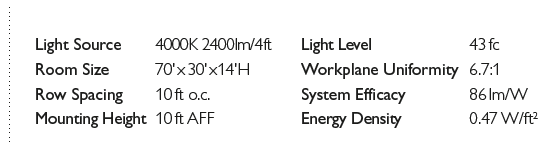 Light Source 4000K 2400lm/4ft Light Level 43 fc
Room Size 70'x30'x14'H Workplane Uniformity 6.7:1
Row Spacing 10 ft o.c. System Efficacy 86 lm/W
Mounting Height 10 ft AFF Energy Density 0.47 W/ft²